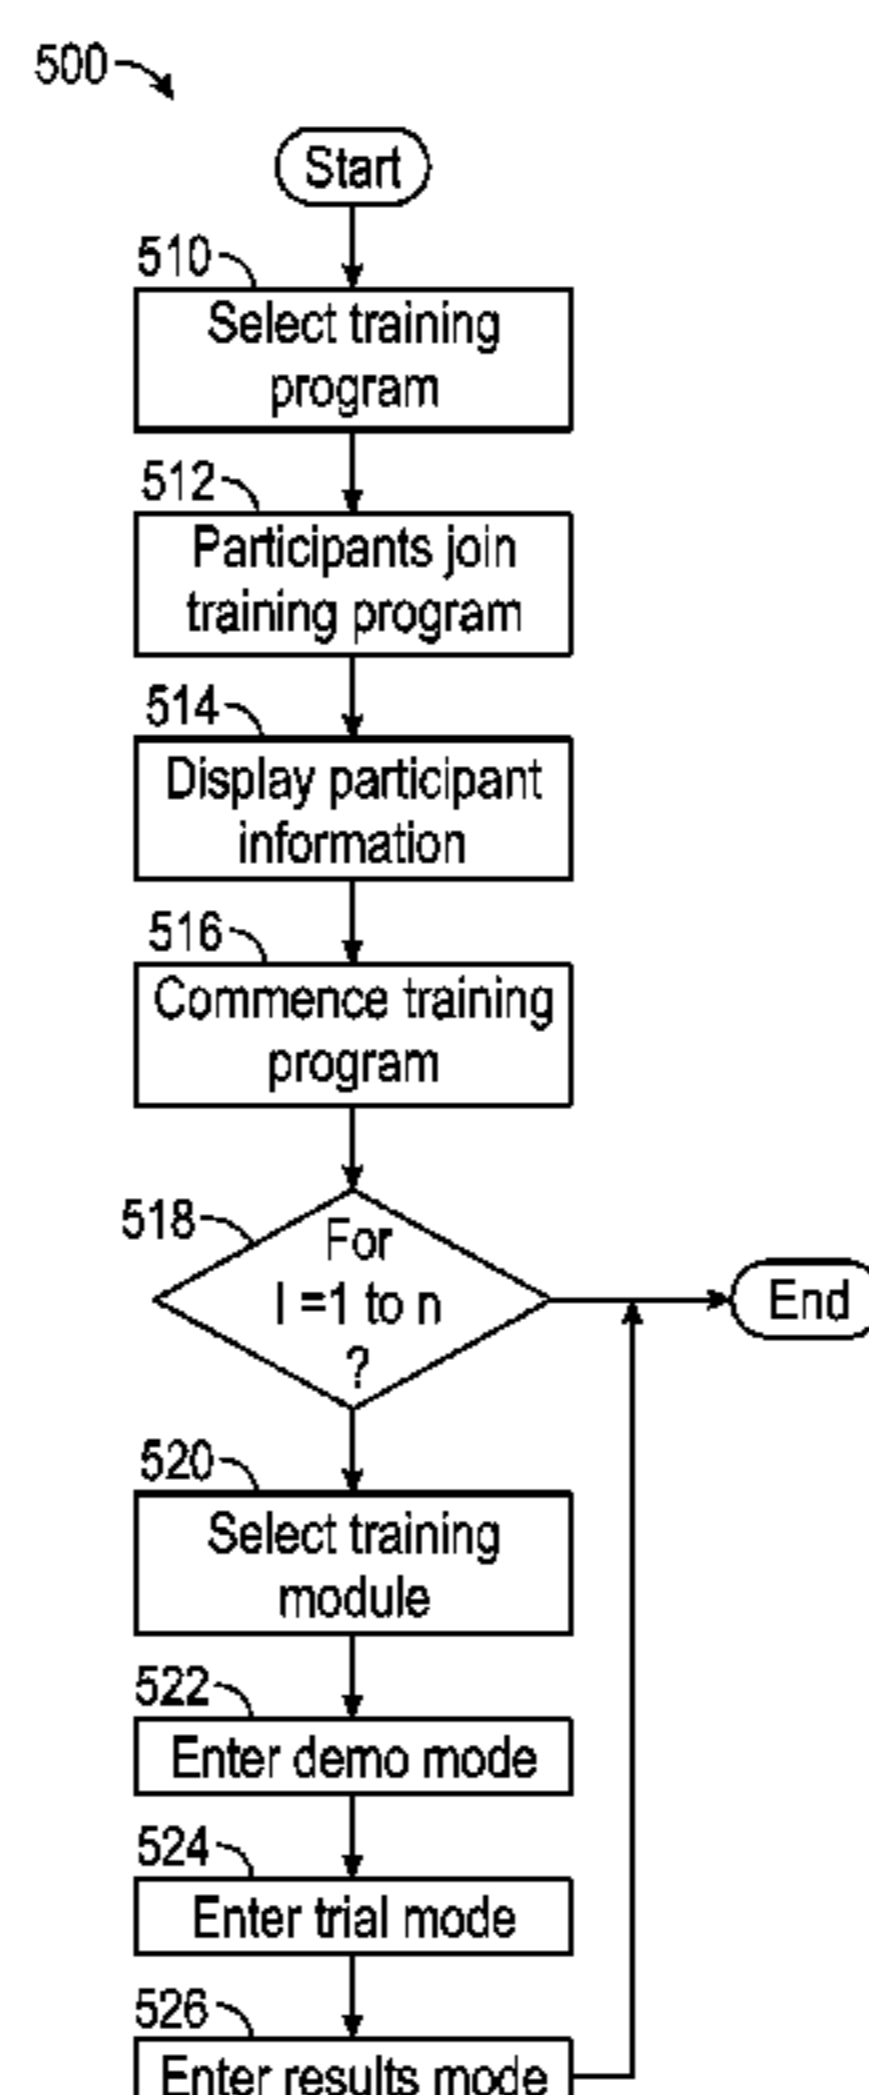 500
Start
510
Select training
program
512
Participants join
training program
514
Display participant
information
516
Commence training
program
518
For
I =1 to n
?
End
520
Select training
module
522
Enter demo mode
524
Enter trial mode
526
Enter results mode